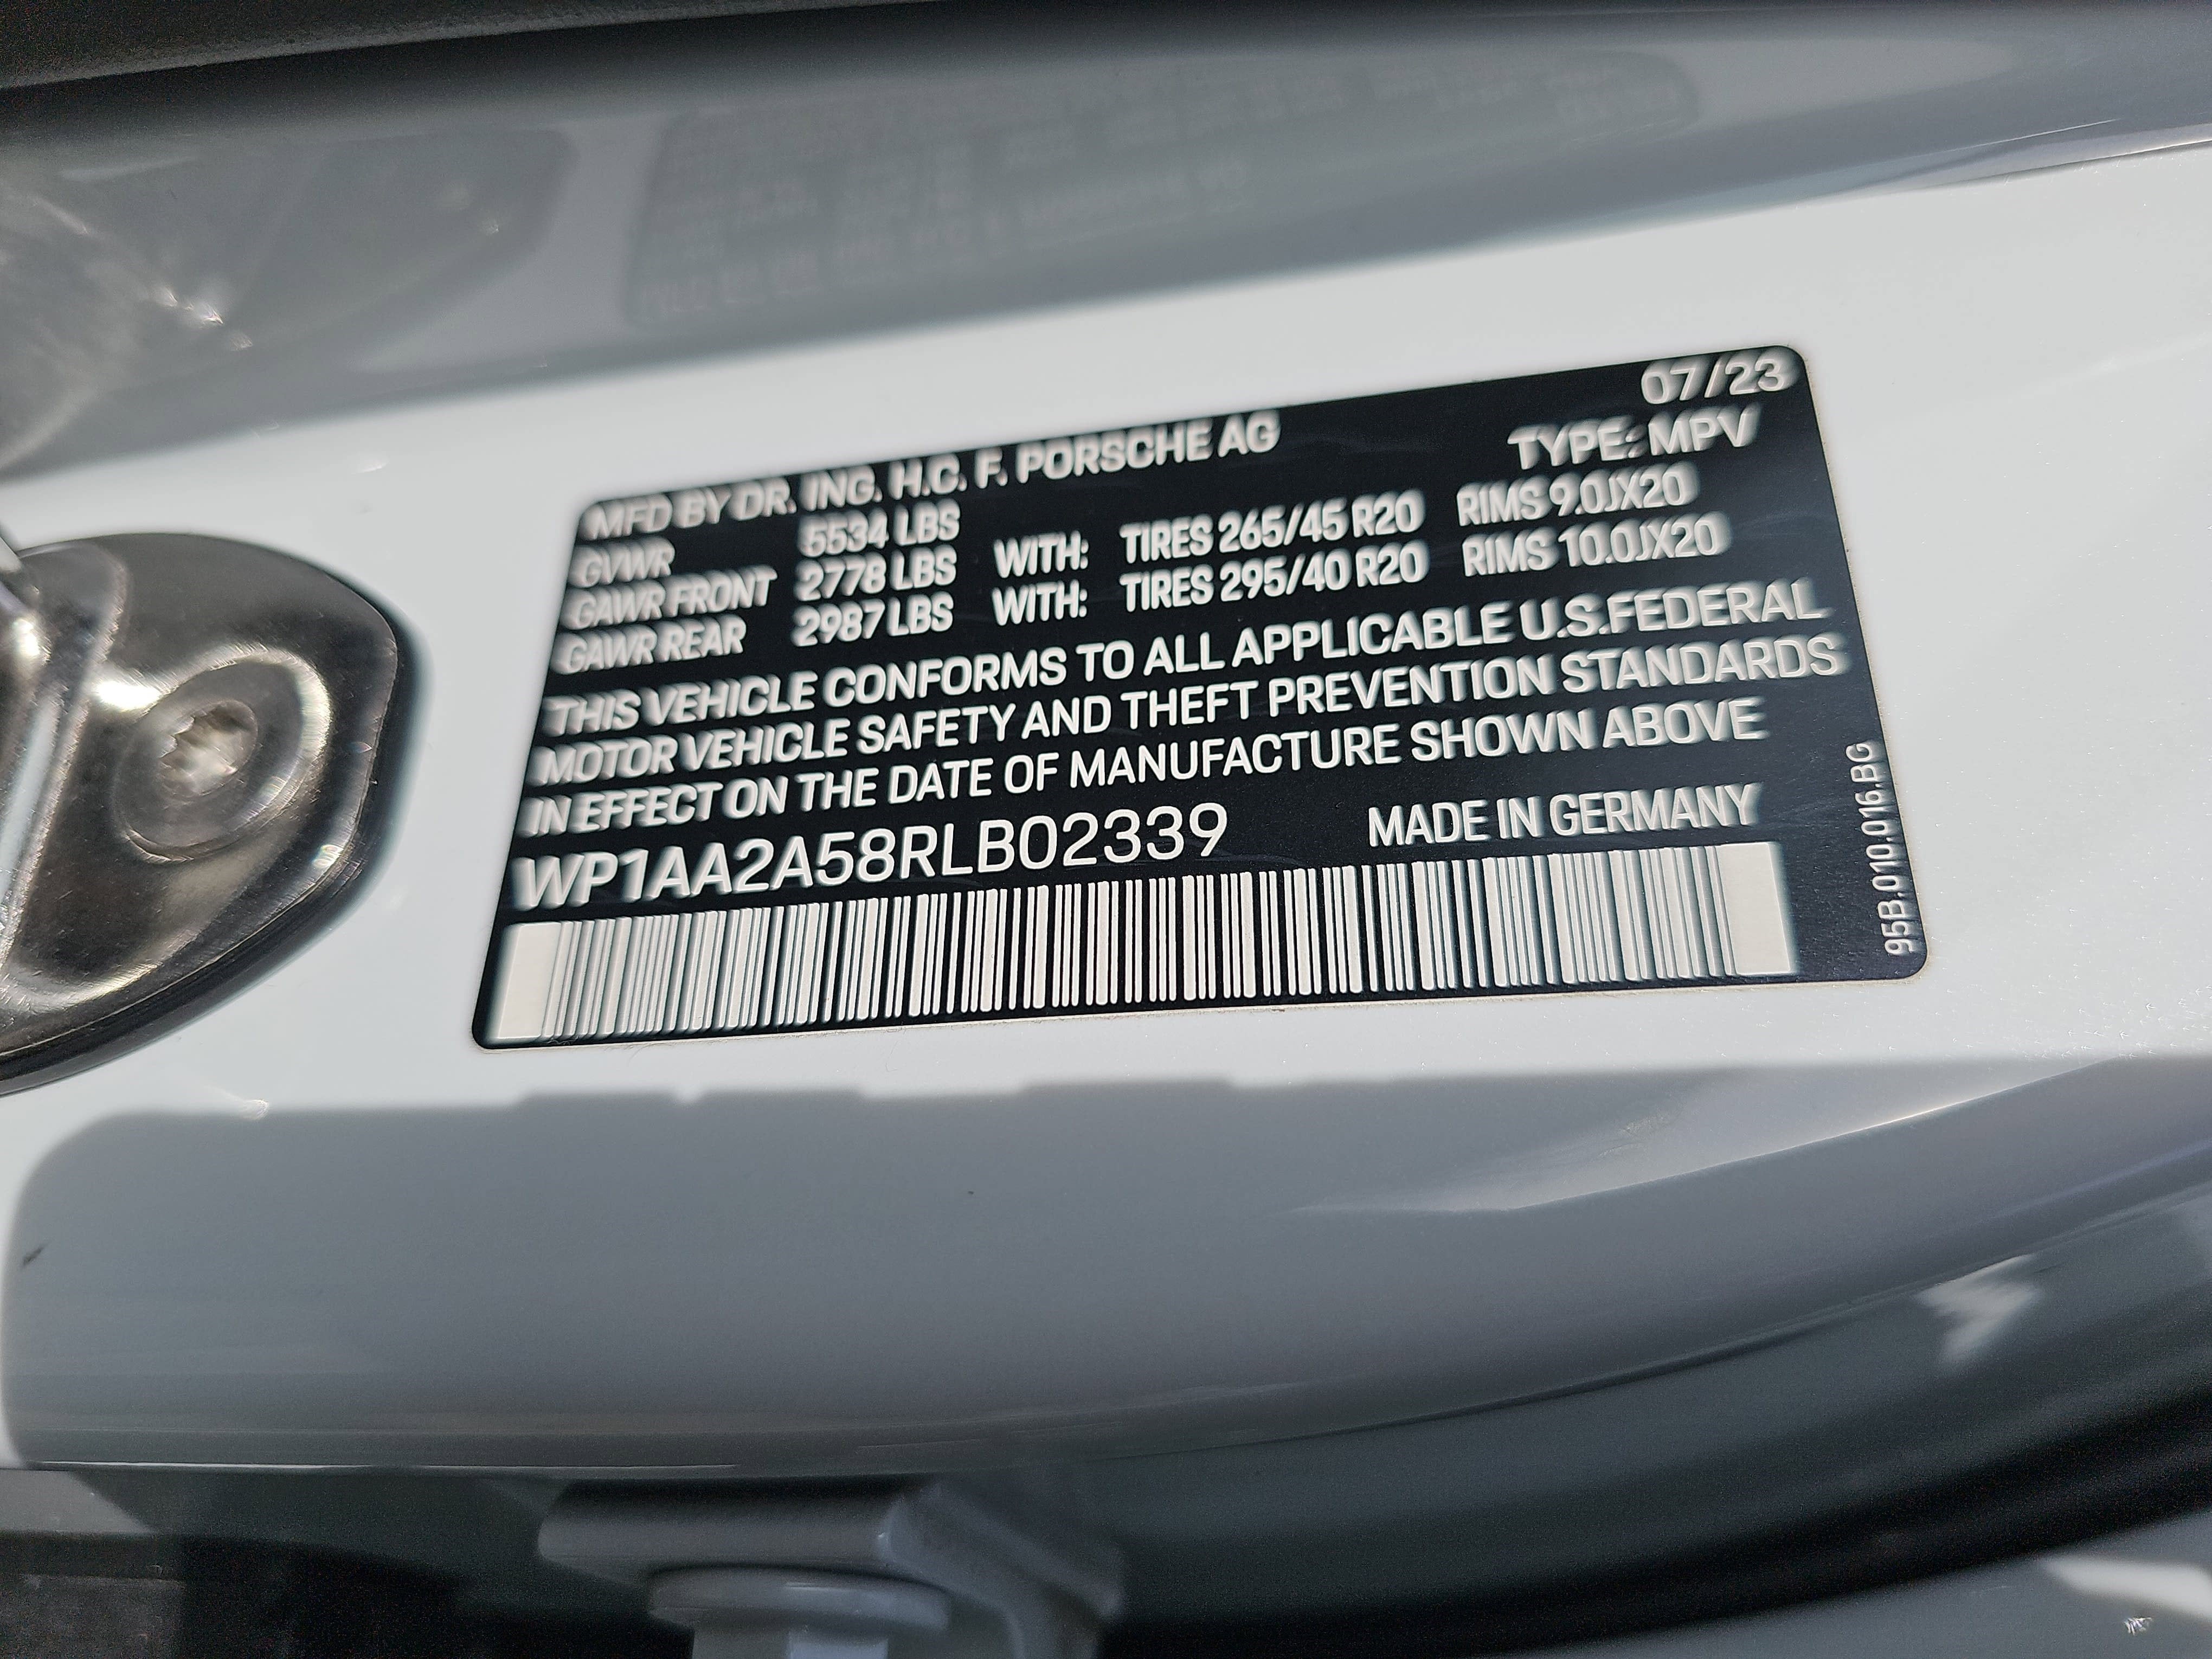 07/23
MFD BY DR. ING. H.C. F. PORSCHE AG TYPE: MPV
GVWR 5534 LBS
GAWR FRONT 2778 LBS WITH: TIRES 265/45 R20 RIMS 9.0JX20
GAWR REAR 2987 LBS WITH: TIRES 295/40 R20 RIMS 10.0JX20
THIS VEHICLE CONFORMS TO ALL APPLICABLE U.S.FEDERAL
MOTOR VEHICLE SAFETY AND THEFT PREVENTION STANDARDS
IN EFFECT ON THE DATE OF MANUFACTURE SHOWN ABOVE
WP1AA2A58RLB02339 MADE IN GERMANY
95B.010.016.BG